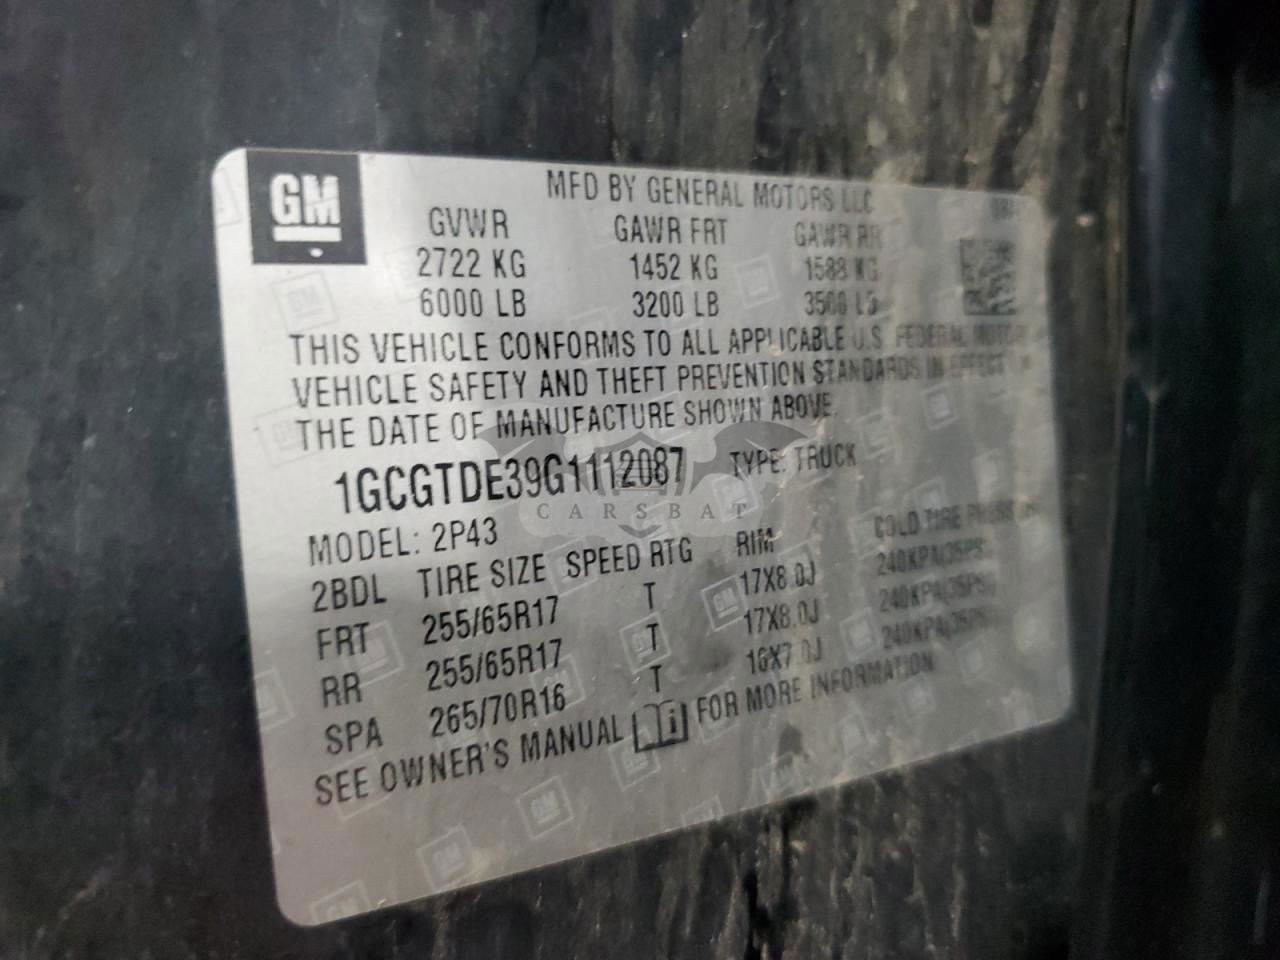 GM
MFD BY GENERAL MOTORS LLC
GVWR GAWR FRT GAWR RR
2722 KG 1452 KG 1588 KG
6000 LB 3200 LB 3500 LB
THIS VEHICLE CONFORMS TO ALL APPLICABLE U.S. FEDERAL MOTOR
VEHICLE SAFETY AND THEFT PREVENTION STANDARDS IN EFFECT
THE DATE OF MANUFACTURE SHOWN ABOVE.
1GCGTDE39G1112087 TYPE: TRUCK
CARSBAT
MODEL: 2P43
2BDL TIRE SIZE SPEED RTG RIM COLD TIRE
FRT 255/65R17 T 17X8.0J 240KPA(35PSI)
RR 255/65R17 T 17X8.0J 240KPA(35PSI)
SPA 265/70R16 T 16X7.0J 240KPA(35PSI)
SEE OWNER'S MANUAL FOR MORE INFORMATION